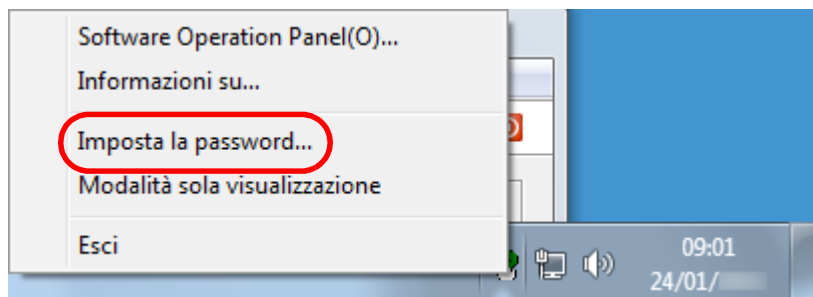 Software Operation Panel(O)...
Informazioni su...
Imposta la password...
Modalità sola visualizzazione
Esci
09:01
24/01/